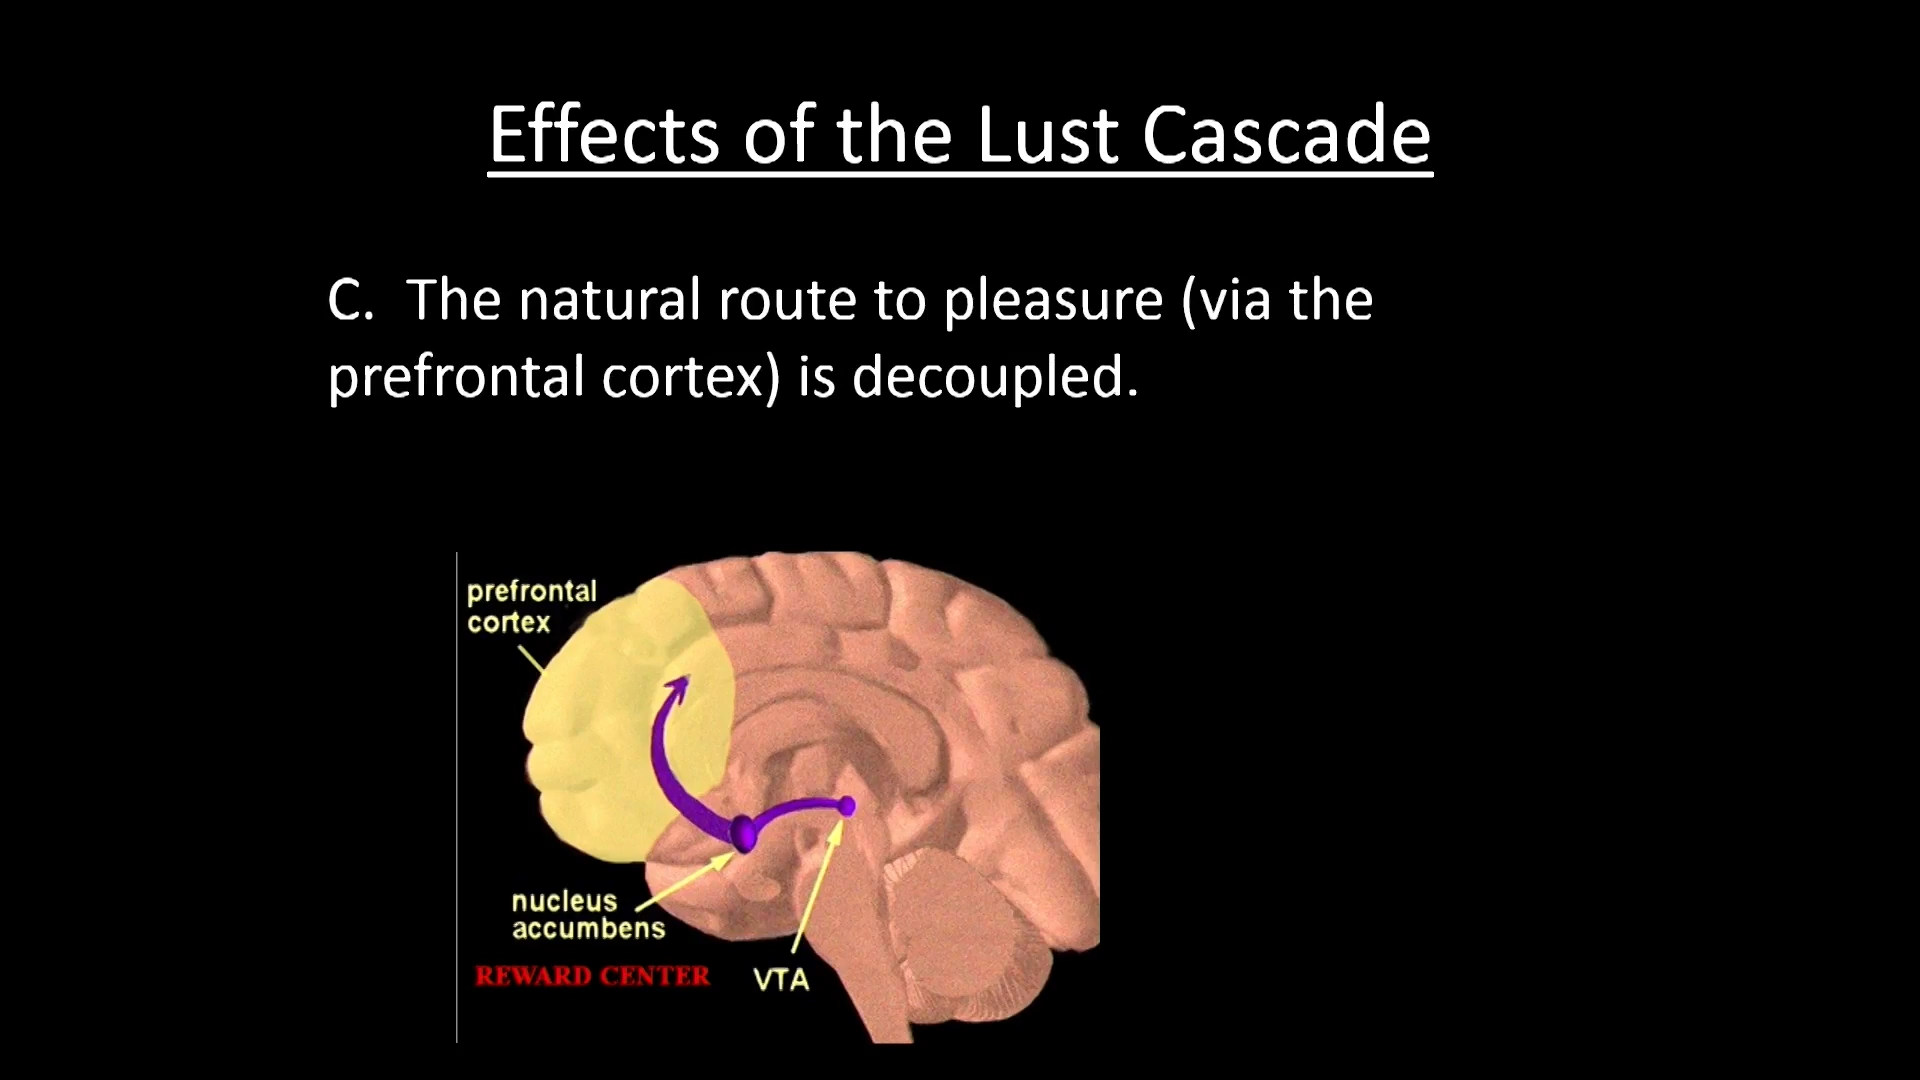 Effects of the Lust Cascade
C. The natural route to pleasure (via the
prefrontal cortex) is decoupled.
prefrontal
cortex
nucleus
accumbens
REWARD CENTER
VTA